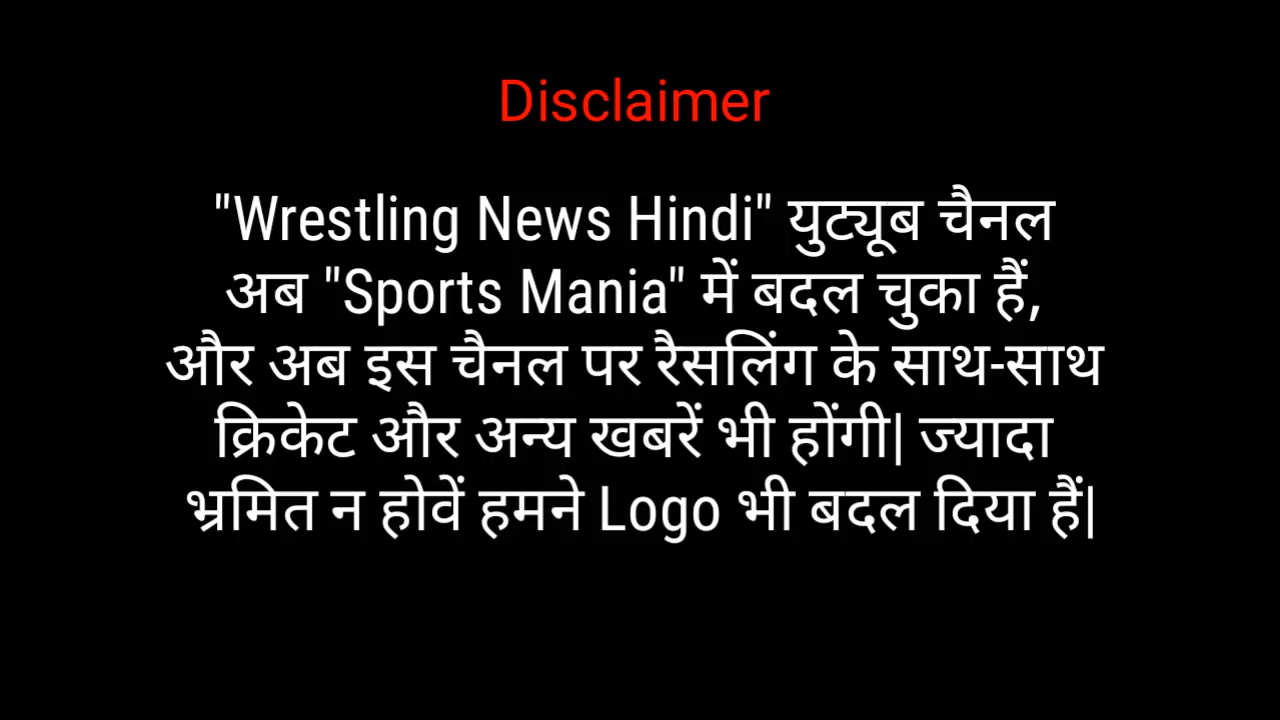 Disclaimer
"Wrestling News Hindi" युट्यूब चैनल
अब "Sports Mania" में बदल चुका हैं,
और अब इस चैनल पर रैसलिंग के साथ-साथ
क्रिकेट और अन्य खबरें भी होंगी| ज्यादा
भ्रमित न होवें हमने Logo भी बदल दिया हैं|